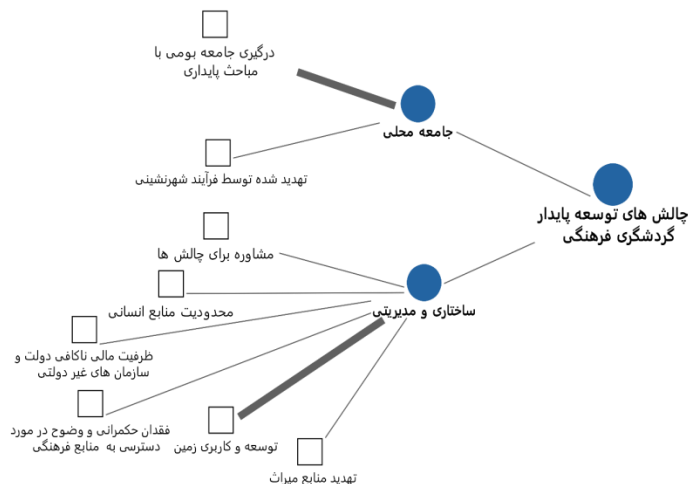 درگیری جامعه بومی با
مباحث پایداری
جامعه محلی
تهدید شده توسط فرآیند شهرنشینی
چالش های توسعه پایدار
گردشگری فرهنگی
مشاوره برای چالش ها
محدودیت منابع انسانی
ساختاری و مدیریتی
ظرفیت مالی ناکافی دولت و
سازمان های غیر دولتی
فقدان حکمرانی و وضوح در مورد
دسترسی به منابع فرهنگی
توسعه و کاربری زمین
تهدید منابع میراث